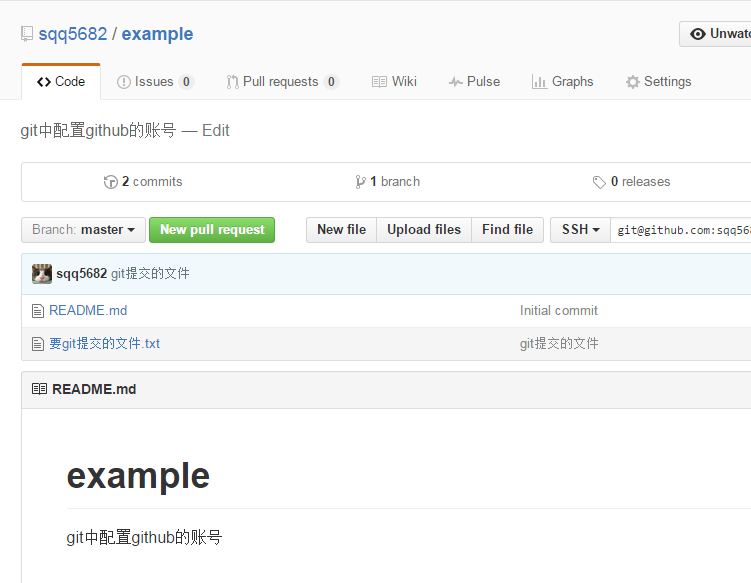 sqq5682 / example
Unwatc
Code Issues 0 Pull requests 0 Wiki Pulse Graphs Settings
git中配置github的账号 — Edit
2 commits 1 branch 0 releases
Branch: master New pull request New file Upload files Find file SSH git@github.com:sqq568
sqq5682 git提交的文件
README.md Initial commit
要git提交的文件.txt git提交的文件
README.md
example
git中配置github的账号